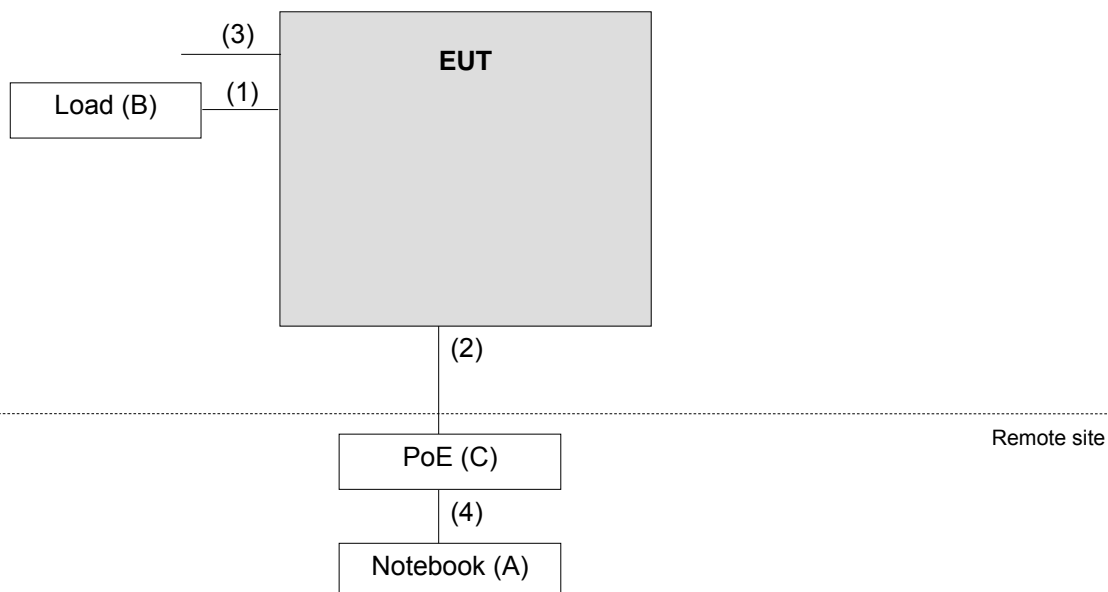 (3)
EUT
Load (B)
(1)
(2)
Remote site
PoE (C)
(4)
Notebook (A)